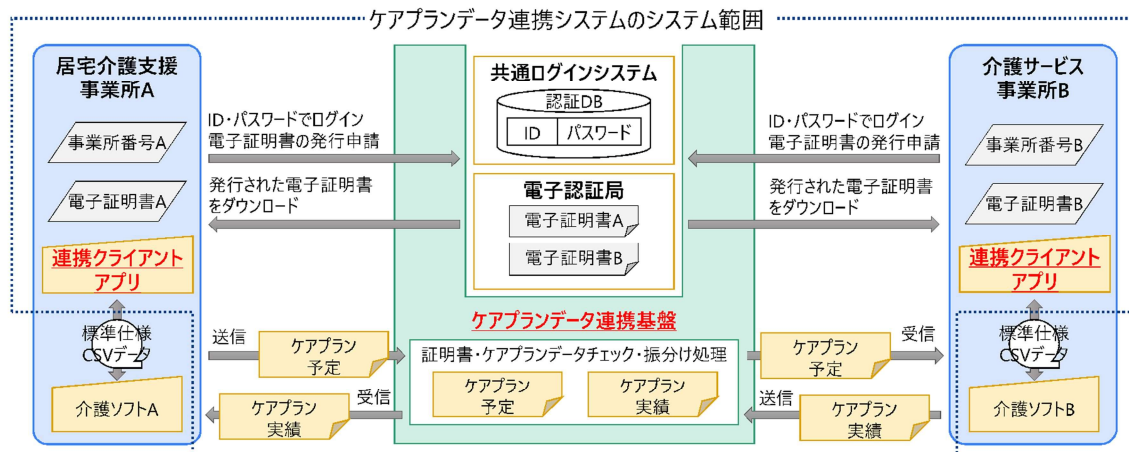 ケアプランデータ連携システムのシステム範囲
居宅介護支援
事業所A
事業所番号A
電子証明書A
連携クライアント
アプリ
標準仕様
CSVデータ
介護ソフトA
ID・パスワードでログイン
電子証明書の発行申請
発行された電子証明書
をダウンロード
送信
ケアプラン
予定
受信
ケアプラン
実績
共通ログインシステム
認証DB
ID
パスワード
電子認証局
電子証明書A
電子証明書B
ケアプランデータ連携基盤
証明書・ケアプランデータチェック・振分け処理
ケアプラン
予定
ケアプラン
実績
ID・パスワードでログイン
電子証明書の発行申請
発行された電子証明書
をダウンロード
受信
ケアプラン
予定
送信
ケアプラン
実績
介護サービス
事業所B
事業所番号B
電子証明書B
連携クライアント
アプリ
標準仕様
CSVデータ
介護ソフトB